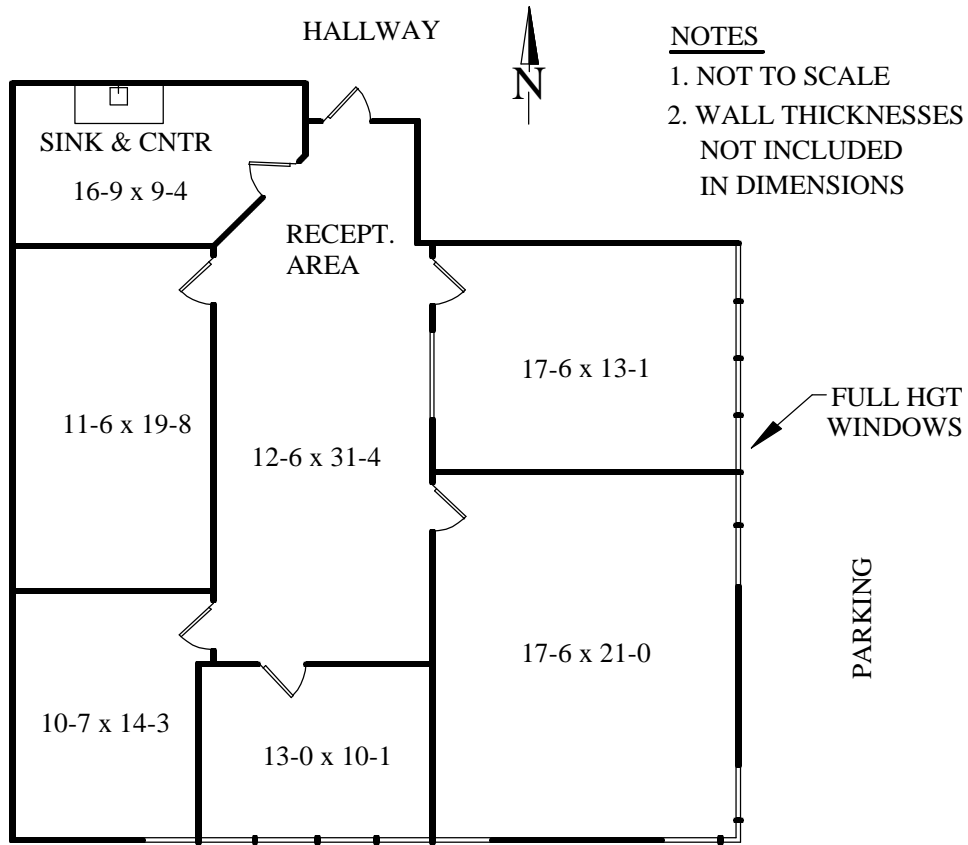 HALLWAY
N
NOTES
1. NOT TO SCALE
2. WALL THICKNESSES
NOT INCLUDED
IN DIMENSIONS
SINK & CNTR
16-9 x 9-4
RECEPT.
AREA
17-6 x 13-1
FULL HGT
WINDOWS
11-6 x 19-8
12-6 x 31-4
PARKING
17-6 x 21-0
10-7 x 14-3
13-0 x 10-1